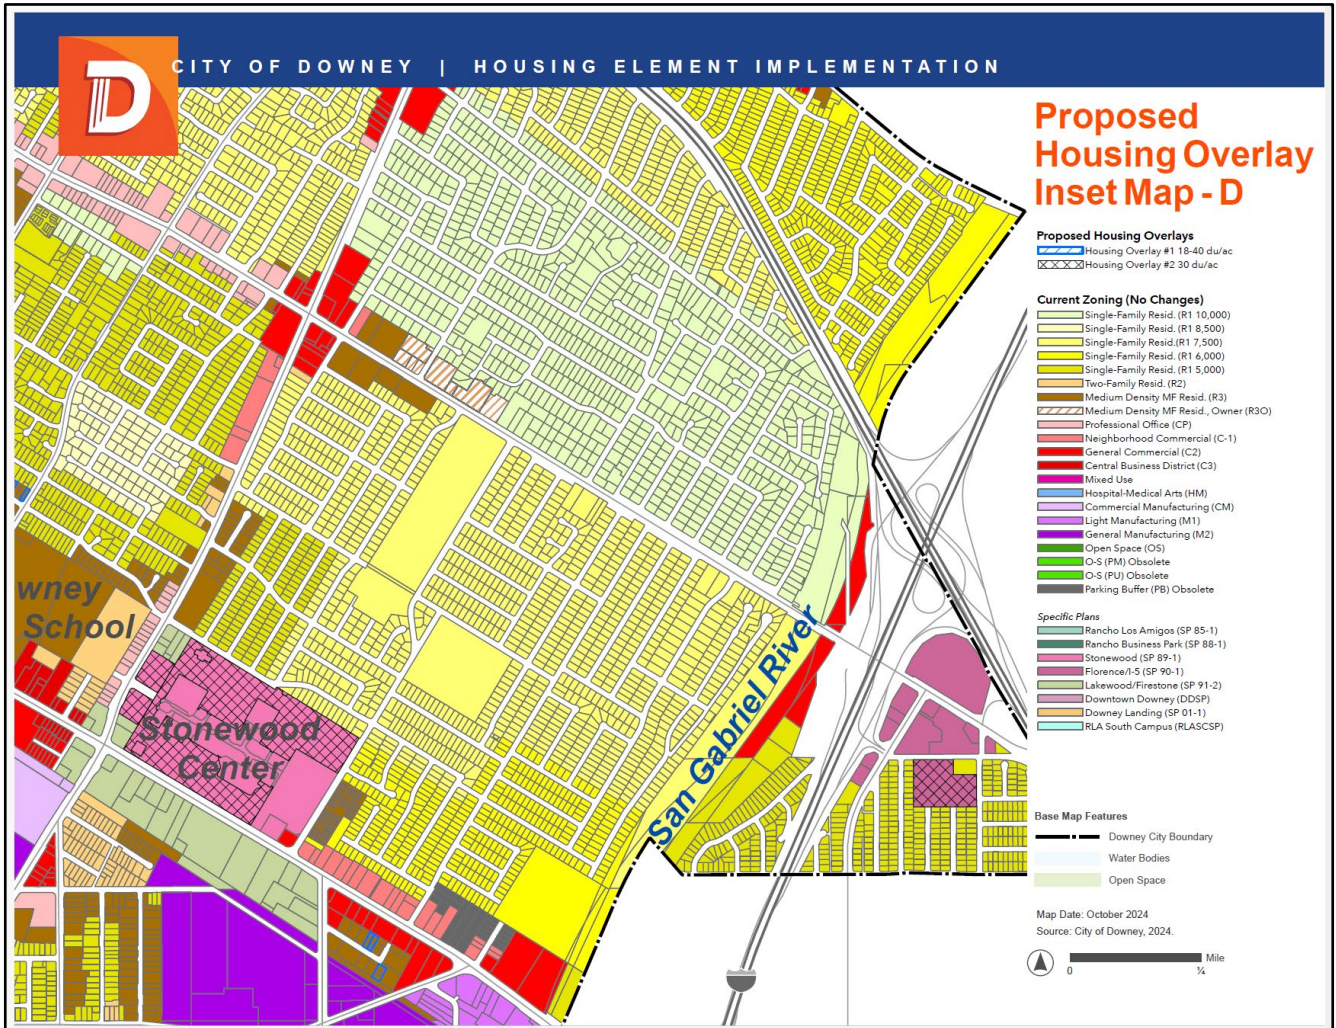 D
CITY OF DOWNEY | HOUSING ELEMENT IMPLEMENTATION
Proposed
Housing Overlay
Inset Map - D
Proposed Housing Overlays
Housing Overlay #1 18-40 du/ac
Housing Overlay #2 30 du/ac
Current Zoning (No Changes)
Single-Family Resid. (R1 10,000)
Single-Family Resid. (R1 8,500)
Single-Family Resid.(R1 7,500)
Single-Family Resid. (R1 6,000)
Single-Family Resid. (R1 5,000)
Two-Family Resid. (R2)
Medium Density MF Resid. (R3)
Medium Density MF Resid., Owner (R3O)
Professional Office (CP)
Neighborhood Commercial (C-1)
General Commercial (C2)
Central Business District (C3)
Mixed Use
Hospital-Medical Arts (HM)
Commercial Manufacturing (CM)
Light Manufacturing (M1)
General Manufacturing (M2)
Open Space (OS)
O-S (PM) Obsolete
O-S (PU) Obsolete
Parking Buffer (PB) Obsolete
Specific Plans
Rancho Los Amigos (SP 85-1)
Rancho Business Park (SP 88-1)
Stonewood (SP 89-1)
Florence/I-5 (SP 90-1)
Lakewood/Firestone (SP 91-2)
Downtown Downey (DDSP)
Downey Landing (SP 01-1)
RLA South Campus (RLASCSP)
Base Map Features
Downey City Boundary
Water Bodies
Open Space
Map Date: October 2024
Source: City of Downey, 2024.
Mile
0 ¼
wney
School
Stonewood
Center
San Gabriel River